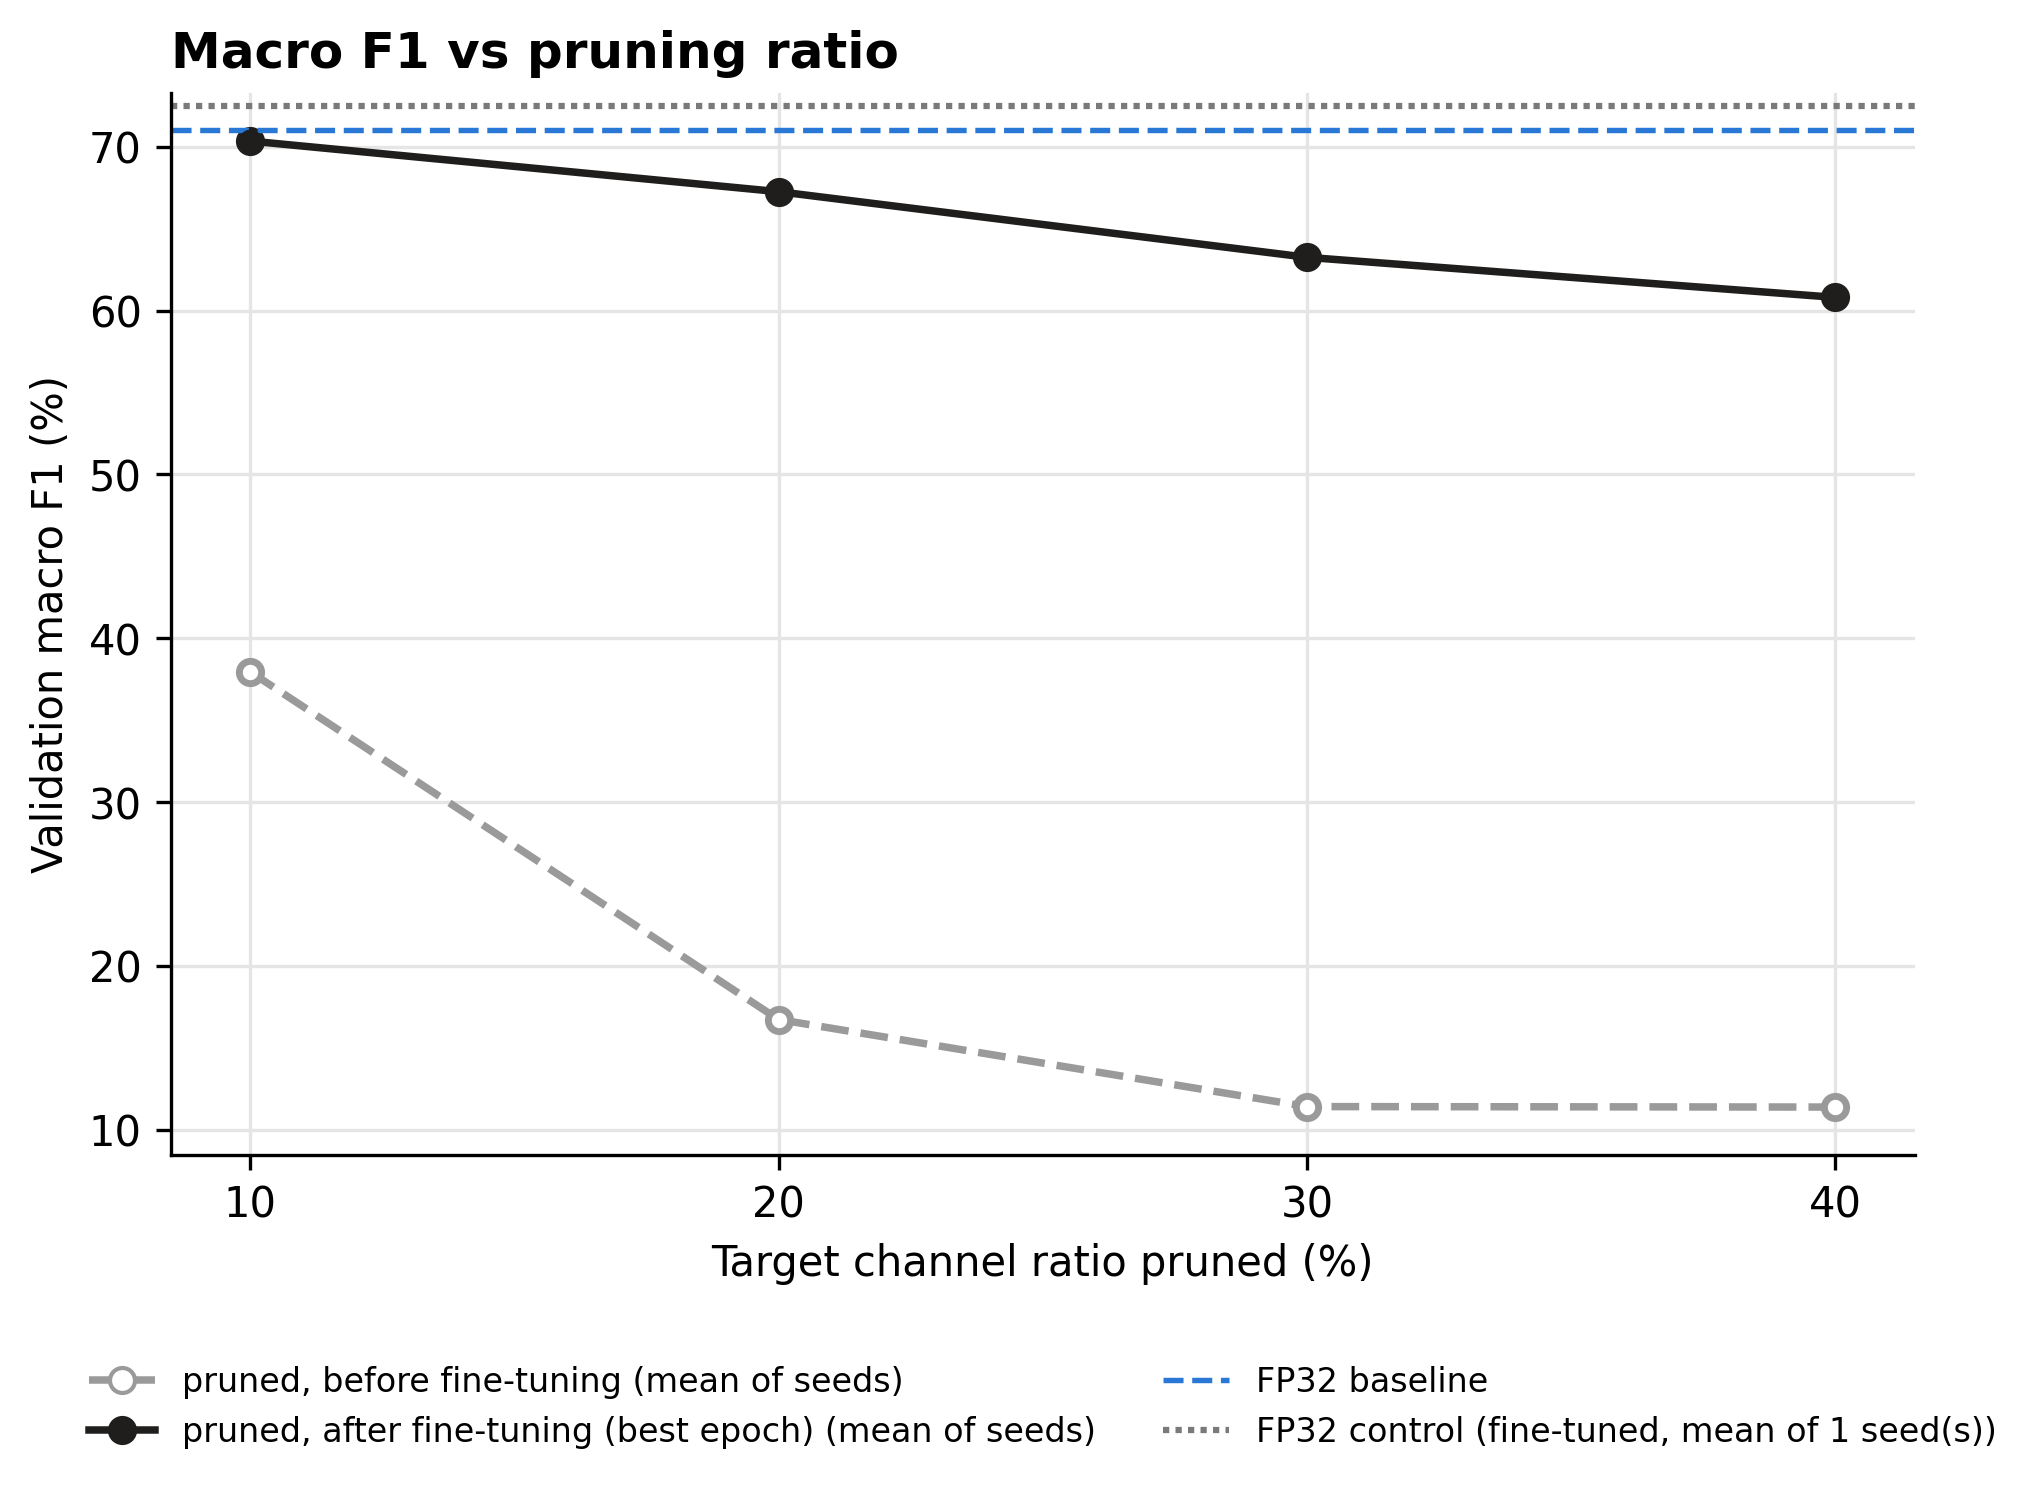 Macro F1 vs pruning ratio
Validation macro F1 (%)
70
60
50
40
30
20
10
10 20 30 40
Target channel ratio pruned (%)
pruned, before fine-tuning (mean of seeds)
pruned, after fine-tuning (best epoch) (mean of seeds)
FP32 baseline
FP32 control (fine-tuned, mean of 1 seed(s))